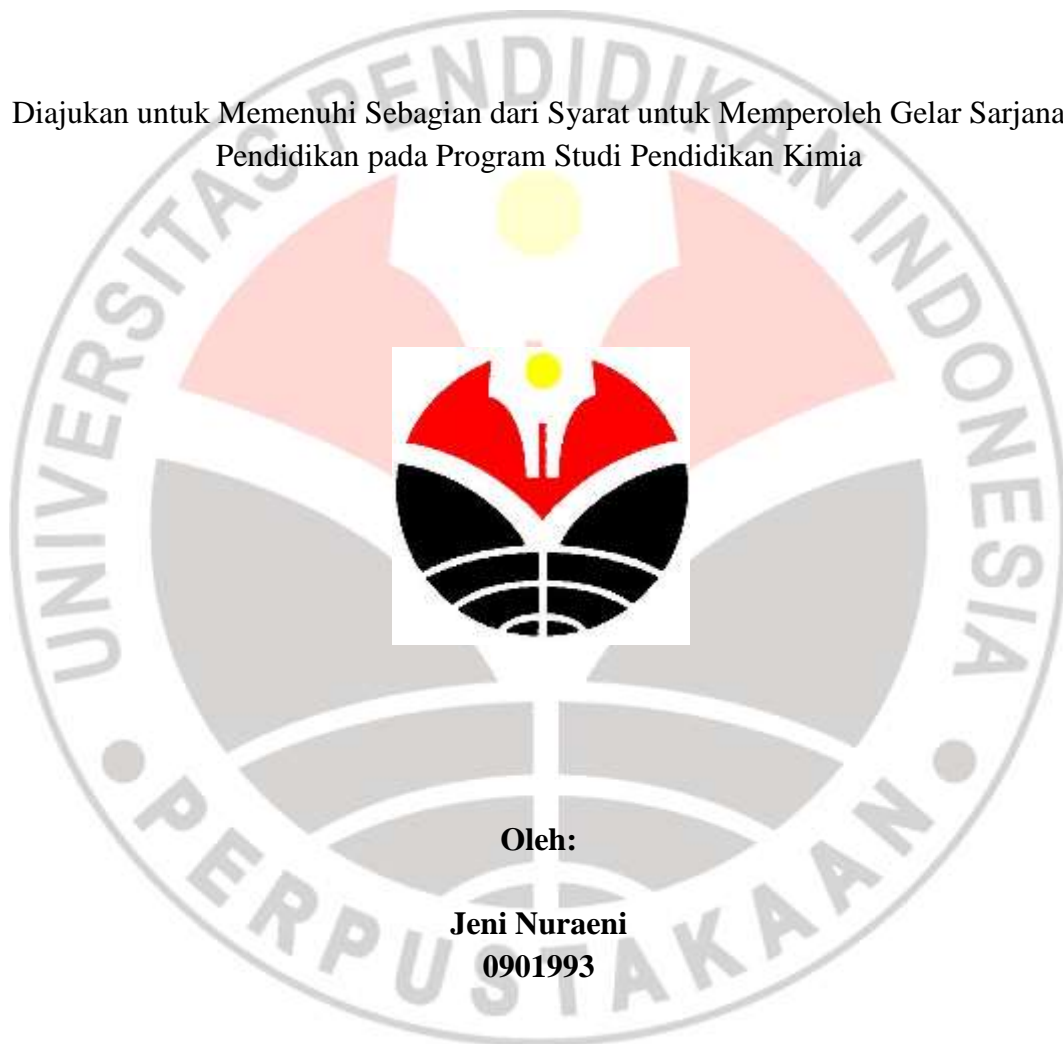 Diajukan untuk Memenuhi Sebagian dari Syarat untuk Memperoleh Gelar Sarjana
Pendidikan pada Program Studi Pendidikan Kimia
UNIVERSITAS PENDIDIKAN INDONESIA
Oleh:
Jeni Nuraeni
0901993
PERPUSTAKAAN